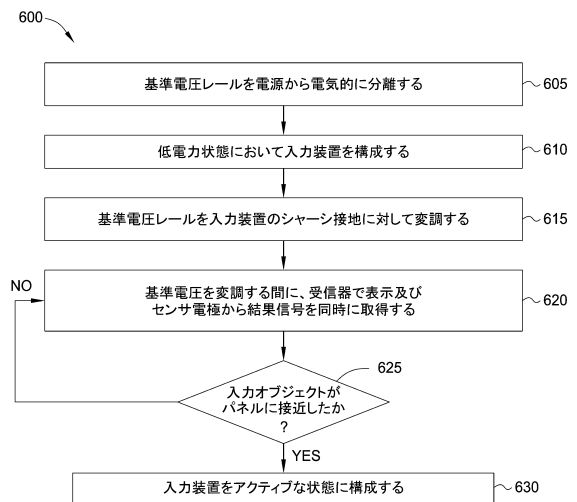 600
基準電圧レールを電源から電気的に分離する
605
低電力状態において入力装置を構成する
610
基準電圧レールを入力装置のシャーシ接地に対して変調する
615
NO
基準電圧を変調する間に、受信器で表示及び
センサ電極から結果信号を同時に取得する
620
625
入力オブジェクトが
パネルに接近したか
?
YES
入力装置をアクティブな状態に構成する
630